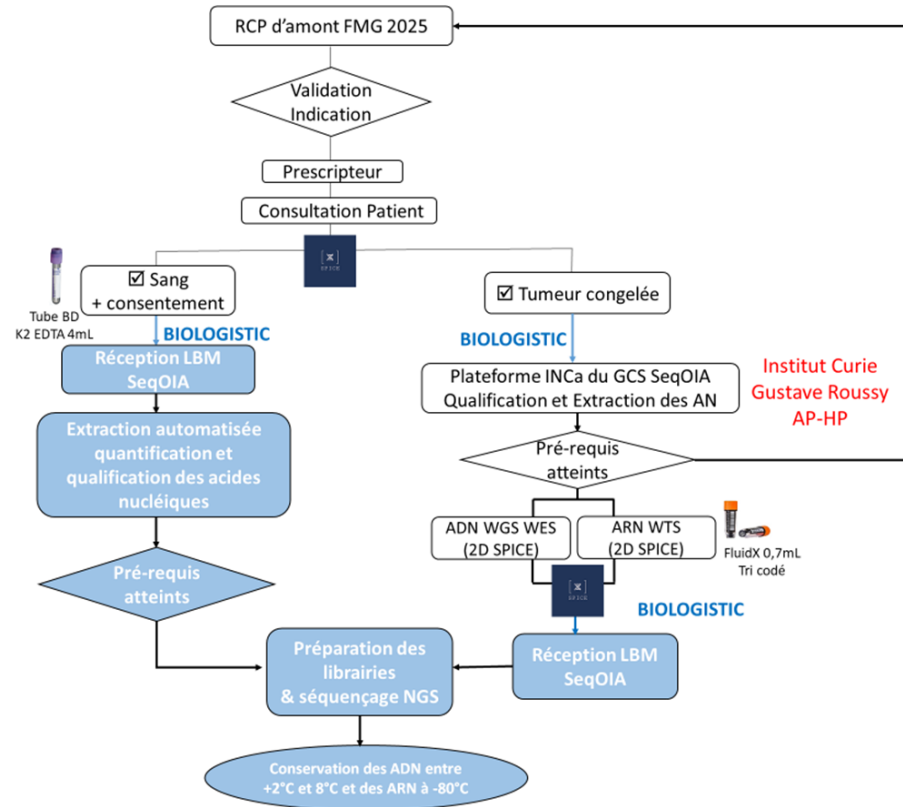 RCP d'amont FMG 2025
Validation
Indication
Prescripteur
Consultation Patient
SPICE
☑ Sang
+ consentement
Tube BD
K2 EDTA 4mL
BIOLOGISTIC
☑ Tumeur congelée
BIOLOGISTIC
Réception LBM
SeqOIA
Plateforme INCa du GCS SeqOIA
Qualification et Extraction des AN
Institut Curie
Gustave Roussy
AP-HP
Extraction automatisée
quantification et
qualification des acides
nucléiques
Pré-requis
atteints
ADN WGS WES
(2D SPICE)
ARN WTS
(2D SPICE)
FluidX 0,7mL
Tri codé
Pré-requis
atteints
SPICE
BIOLOGISTIC
Préparation des
librairies
& séquençage NGS
Réception LBM
SeqOIA
Conservation des ADN entre
+2°C et 8°C et des ARN à -80°C